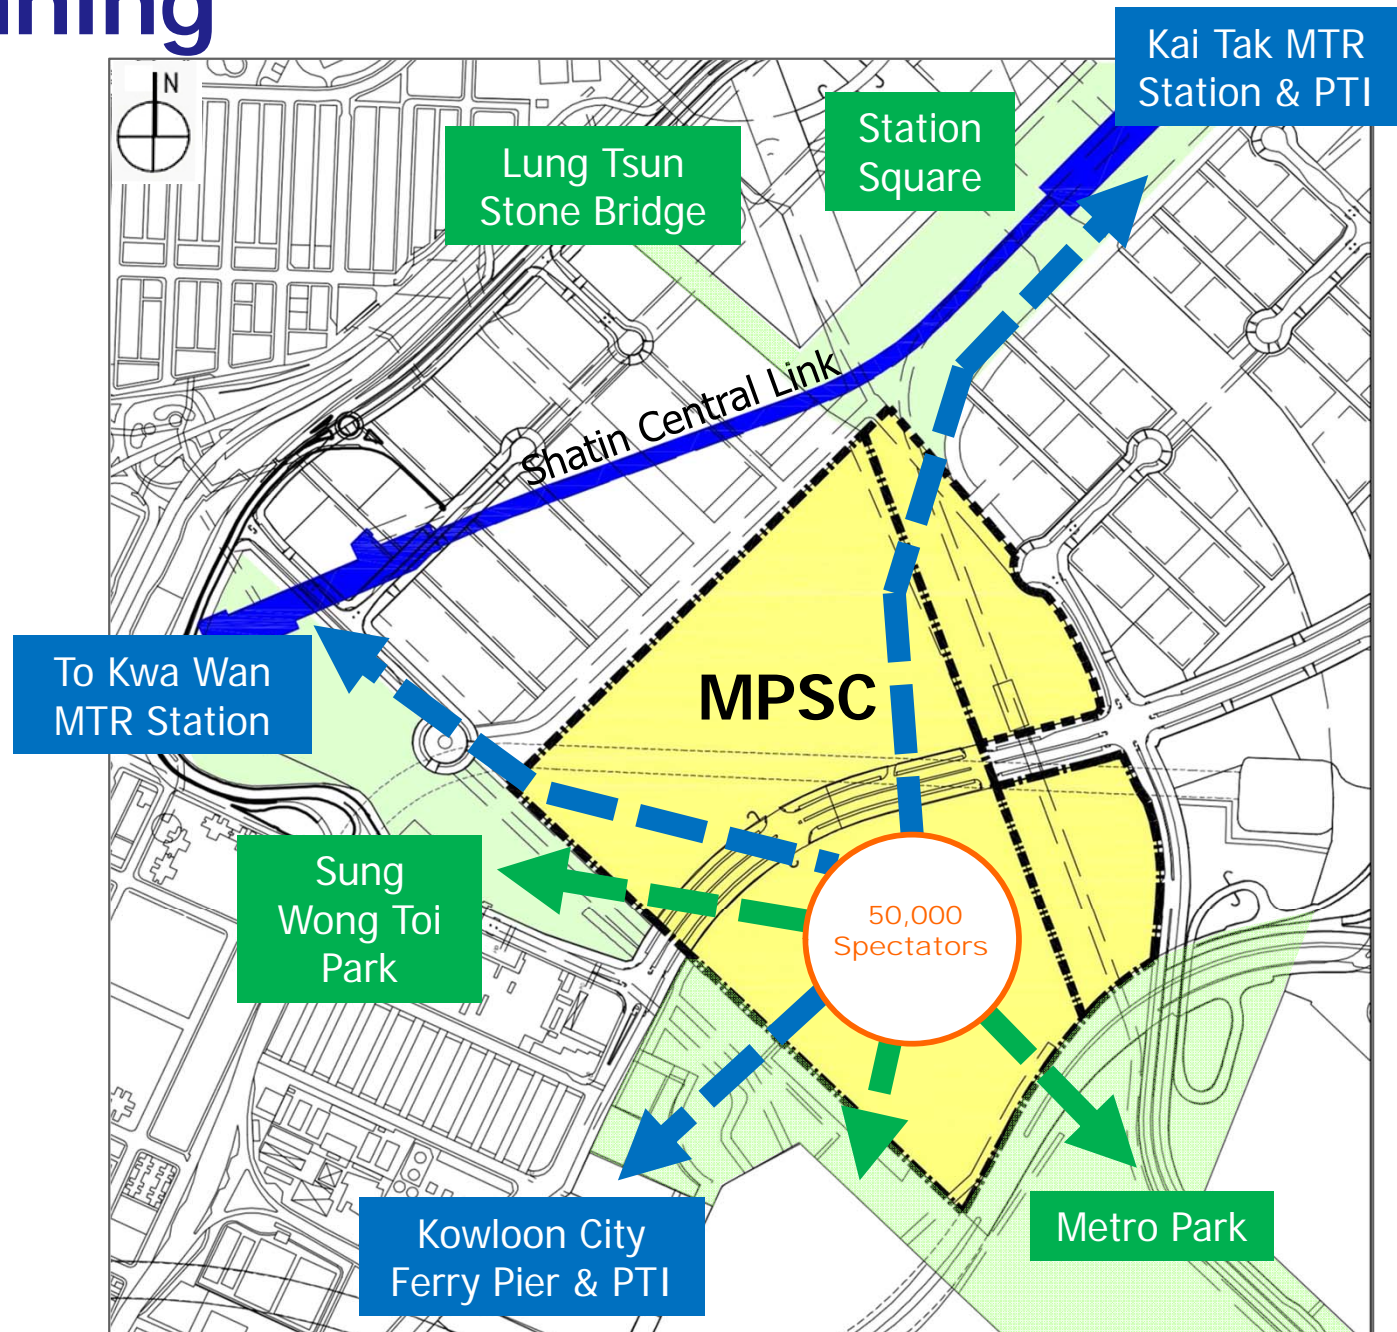 N
Kai Tak MTR
Station & PTI
Station
Square
Lung Tsun
Stone Bridge
Shatin Central Link
To Kwa Wan
MTR Station
MPSC
Sung
Wong Toi
Park
50,000
Spectators
Kowloon City
Ferry Pier & PTI
Metro Park